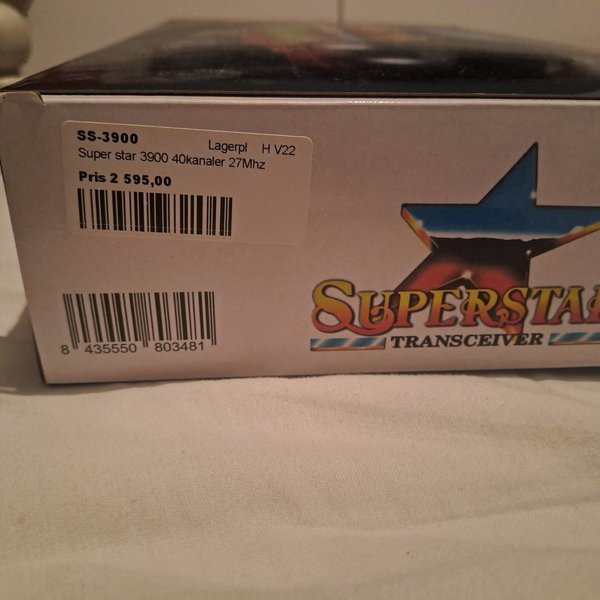 SS-3900 Lagerpl H V22
Super star 3900 40kanaler 27Mhz
Pris 2 595,00
8 435550 803481
SUPERSTAR
TRANSCEIVER